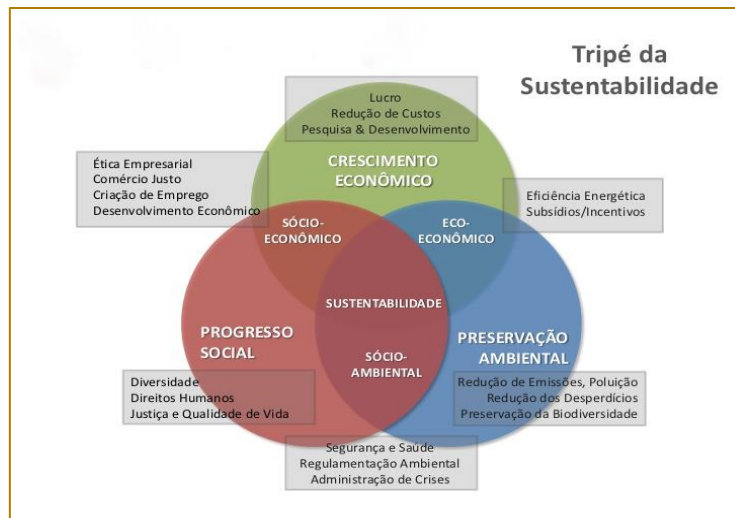 Tripé da
Sustentabilidade
Lucro
Redução de Custos
Pesquisa & Desenvolvimento
CRESCIMENTO
ECONÔMICO
Ética Empresarial
Comércio Justo
Criação de Emprego
Desenvolvimento Econômico
Eficiência Energética
Subsídios/Incentivos
SÓCIO-
ECONÔMICO
ECO-
ECONÔMICO
SUSTENTABILIDADE
PROGRESSO
SOCIAL
PRESERVAÇÃO
AMBIENTAL
SÓCIO-
AMBIENTAL
Diversidade
Direitos Humanos
Justiça e Qualidade de Vida
Redução de Emissões, Poluição
Redução dos Desperdícios
Preservação da Biodiversidade
Segurança e Saúde
Regulamentação Ambiental
Administração de Crises